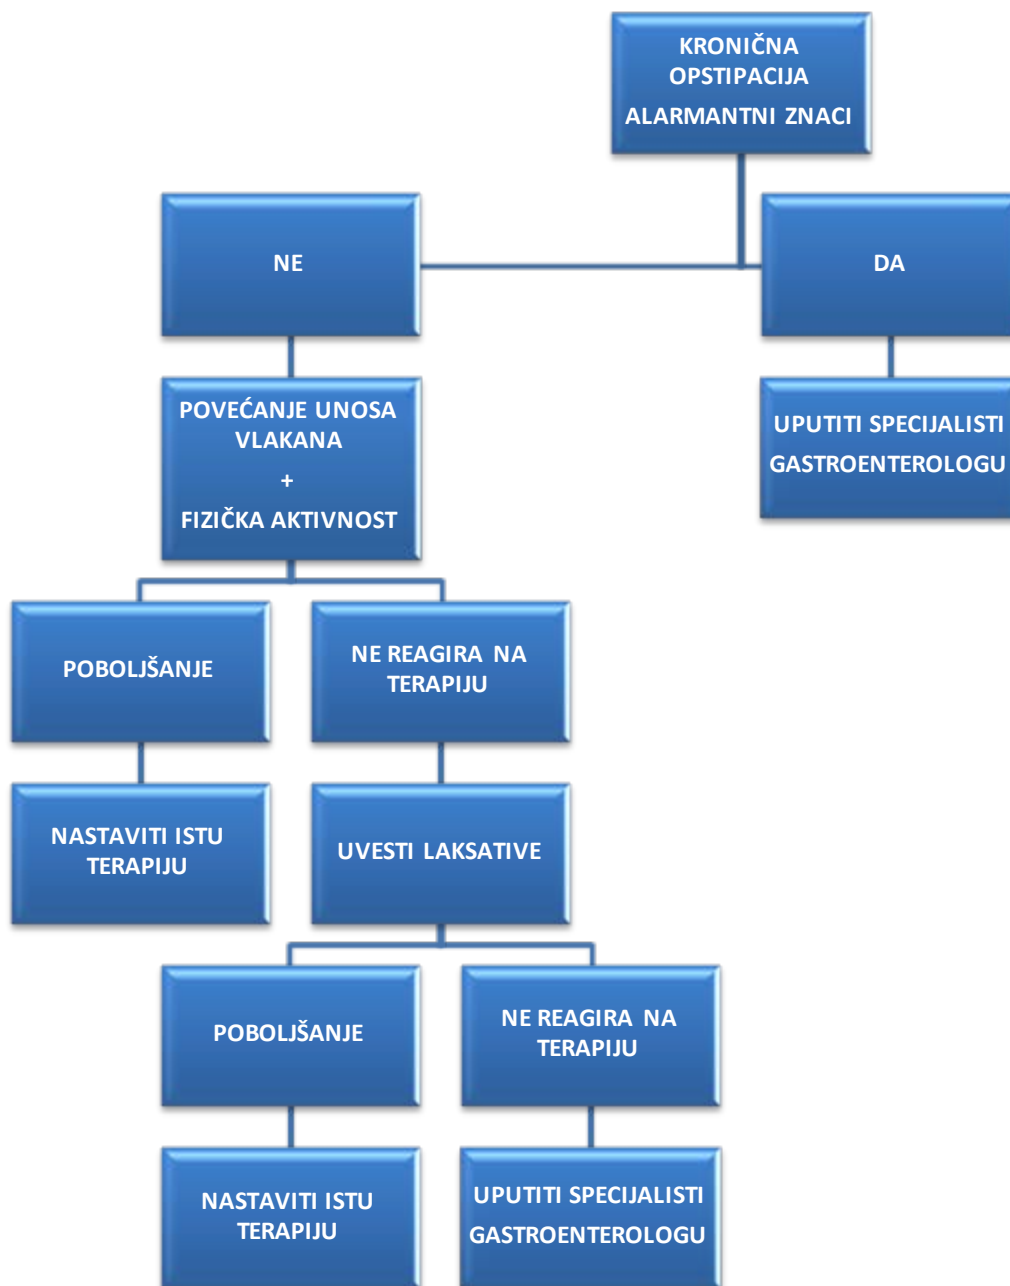 KRONIČNA
OPSTIPACIJA
ALARMANTNI ZNACI
NE
DA
POVEĆANJE UNOSA
VLAKANA
+
FIZIČKA AKTIVNOST
UPUTITI SPECIJALISTI
GASTROENTEROLOGU
POBOLJŠANJE
NE REAGIRA NA
TERAPIJU
NASTAVITI ISTU
TERAPIJU
UVESTI LAKSATIVE
POBOLJŠANJE
NE REAGIRA NA
TERAPIJU
NASTAVITI ISTU
TERAPIJU
UPUTITI SPECIJALISTI
GASTROENTEROLOGU